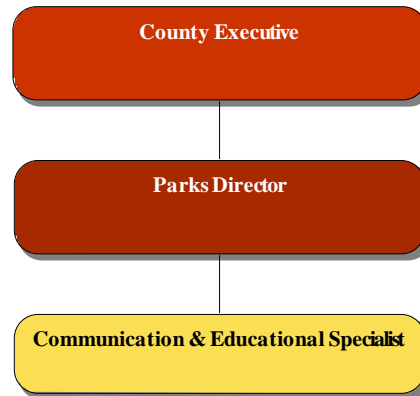 County Executive
Parks Director
Communication & Educational Specialist